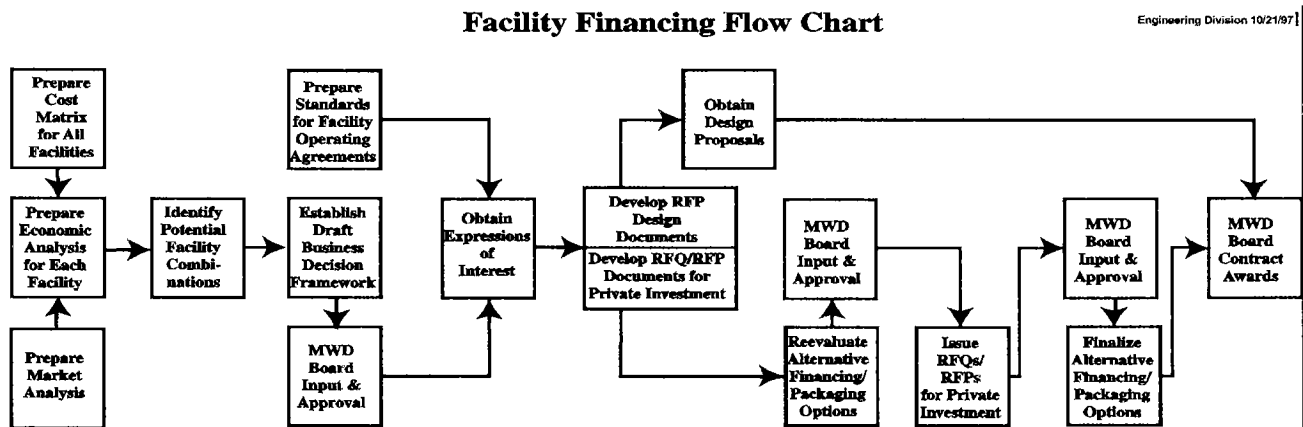 Facility Financing Flow Chart
Engineering Division 10/21/97
Prepare
Cost
Matrix
for All
Facilities
Prepare
Economic
Analysis
for Each
Facility
Prepare
Market
Analysis
Identify
Potential
Facility
Combi-
nations
Prepare
Standards
for Facility
Operating
Agreements
Establish
Draft
Business
Decision
Framework
MWD
Board
Input &
Approval
Obtain
Expressions
of
Interest
Develop RFP
Design
Documents
Develop RFQ/RFP
Documents for
Private Investment
Obtain
Design
Proposals
MWD
Board
Input &
Approval
Reevaluate
Alternative
Financing/
Packaging
Options
Issue
RFQs/
RFPs
for Private
Investment
MWD
Board
Input &
Approval
Finalize
Alternative
Financing/
Packaging
Options
MWD
Board
Contract
Awards